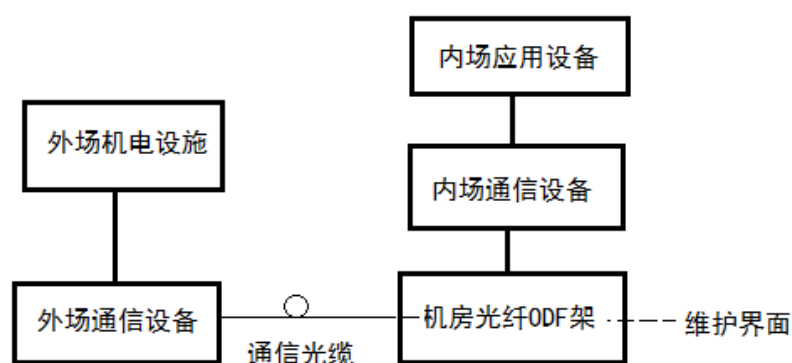 内场应用设备
外场机电设施
内场通信设备
外场通信设备
机房光纤ODF架
维护界面
通信光缆